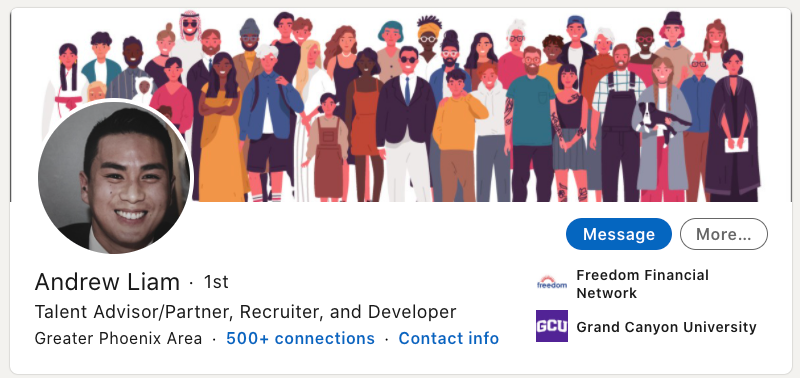 Message
More...
Andrew Liam · 1st
Talent Advisor/Partner, Recruiter, and Developer
Greater Phoenix Area · 500+ connections · Contact info
freedom
Freedom Financial
Network
GCU
Grand Canyon University